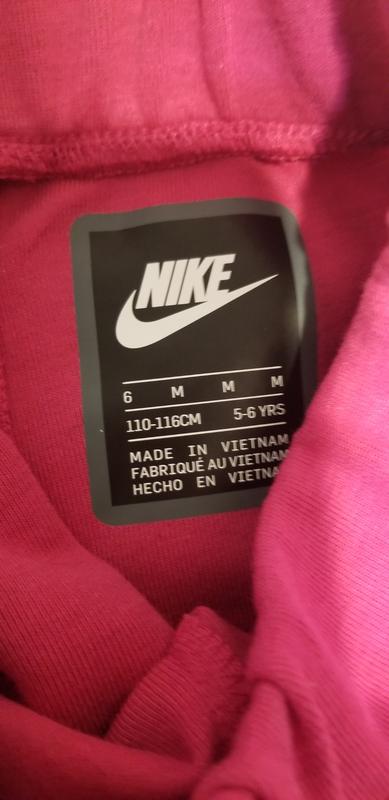 NIKE
6 M M M
110-116CM 5-6 YRS
MADE IN VIETNAM
FABRIQUÉ AU VIETNAM
HECHO EN VIETNA